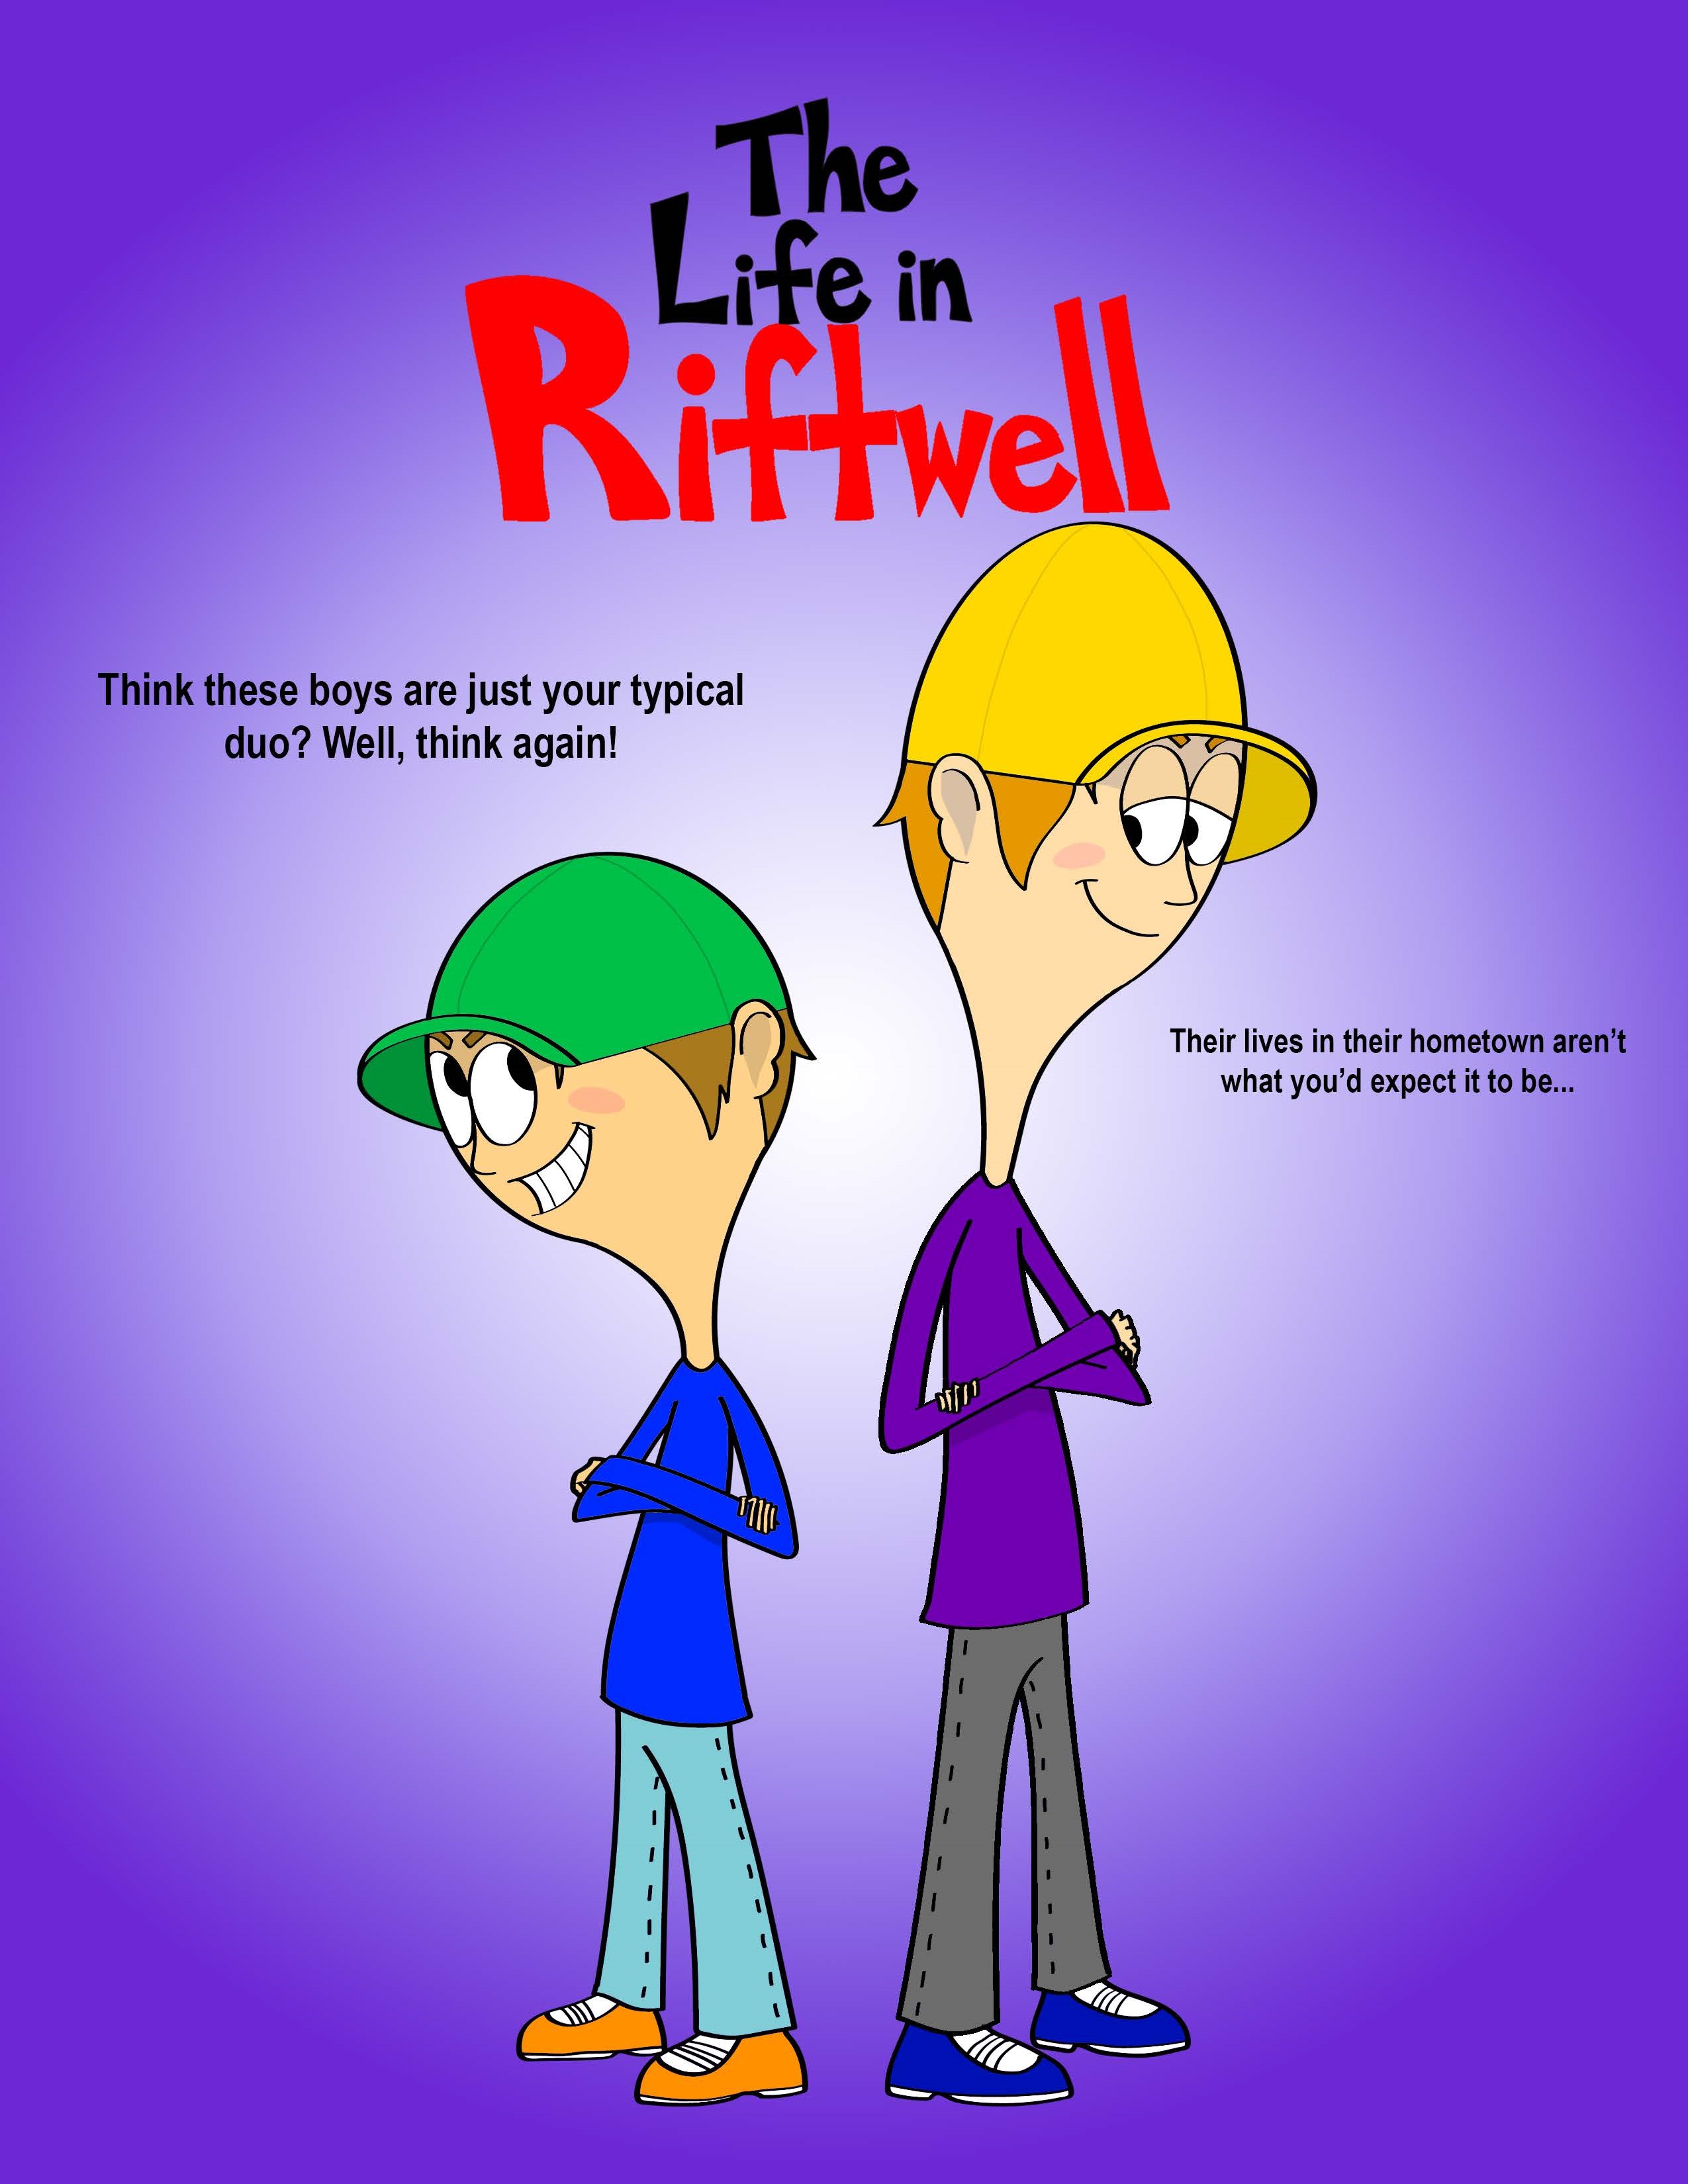 The
Life in
Riftwell
Think these boys are just your typical
duo? Well, think again!
Their lives in their hometown aren’t
what you’d expect it to be...